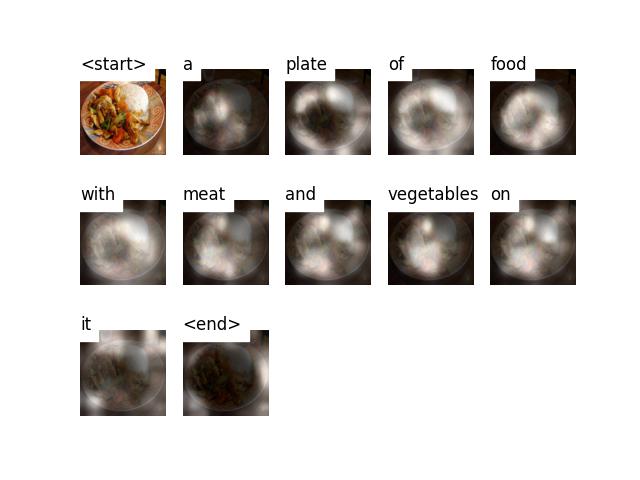 <start> a plate of food
with meat and vegetables on
it <end>